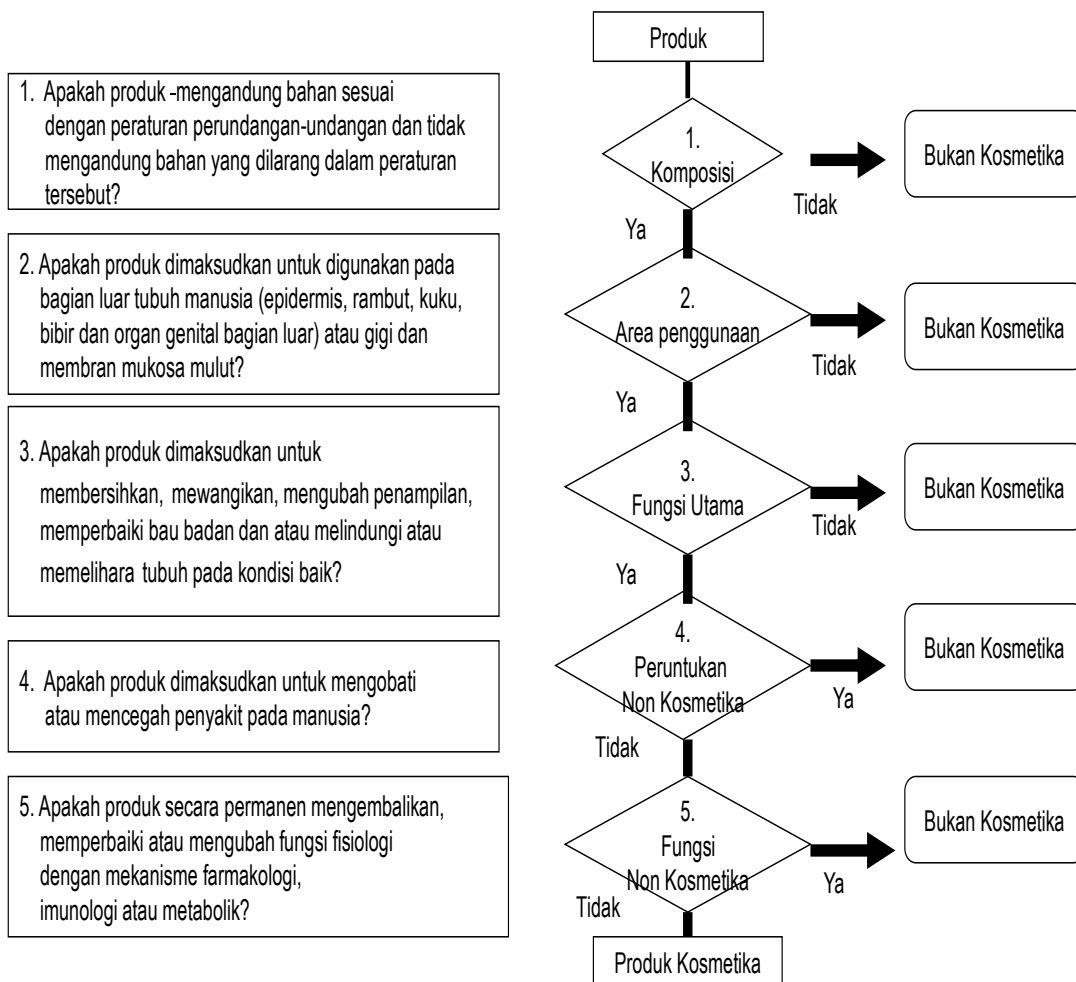 Produk
1. Apakah produk -mengandung bahan sesuai
dengan peraturan perundangan-undangan dan tidak
mengandung bahan yang dilarang dalam peraturan
tersebut?
1.
Komposisi
Tidak
Bukan Kosmetika
Ya
2. Apakah produk dimaksudkan untuk digunakan pada
bagian luar tubuh manusia (epidermis, rambut, kuku,
bibir dan organ genital bagian luar) atau gigi dan
membran mukosa mulut?
2.
Area penggunaan
Tidak
Bukan Kosmetika
Ya
3. Apakah produk dimaksudkan untuk
membersihkan, mewangikan, mengubah penampilan,
memperbaiki bau badan dan atau melindungi atau
memelihara tubuh pada kondisi baik?
3.
Fungsi Utama
Tidak
Bukan Kosmetika
Ya
4. Apakah produk dimaksudkan untuk mengobati
atau mencegah penyakit pada manusia?
4.
Peruntukan
Non Kosmetika
Ya
Bukan Kosmetika
Tidak
5. Apakah produk secara permanen mengembalikan,
memperbaiki atau mengubah fungsi fisiologi
dengan mekanisme farmakologi,
imunologi atau metabolik?
5.
Fungsi
Non Kosmetika
Ya
Bukan Kosmetika
Tidak
Produk Kosmetika